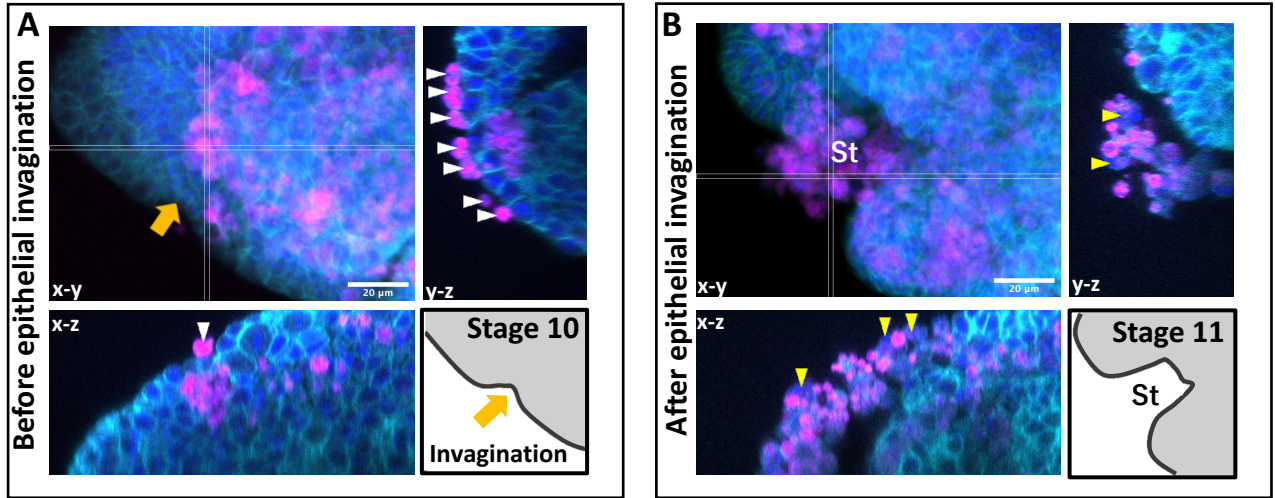 A
Before epithelial invagination
x-y
20 µm
y-z
x-z
Stage 10
Invagination
B
After epithelial invagination
St
x-y
20 µm
y-z
x-z
Stage 11
St